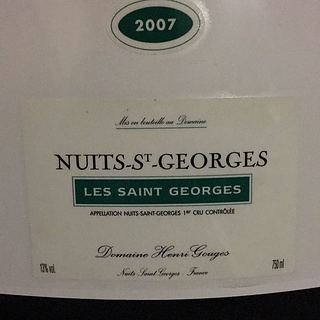 2007
Mis en bouteille au Domaine
NUITS-ST-GEORGES
LES SAINT GEORGES
APPELLATION NUITS-SAINT-GEORGES 1ER CRU CONTRÔLÉE
Domaine Henri Gouges
13% vol.
Nuits-Saint-Georges - France
750 ml